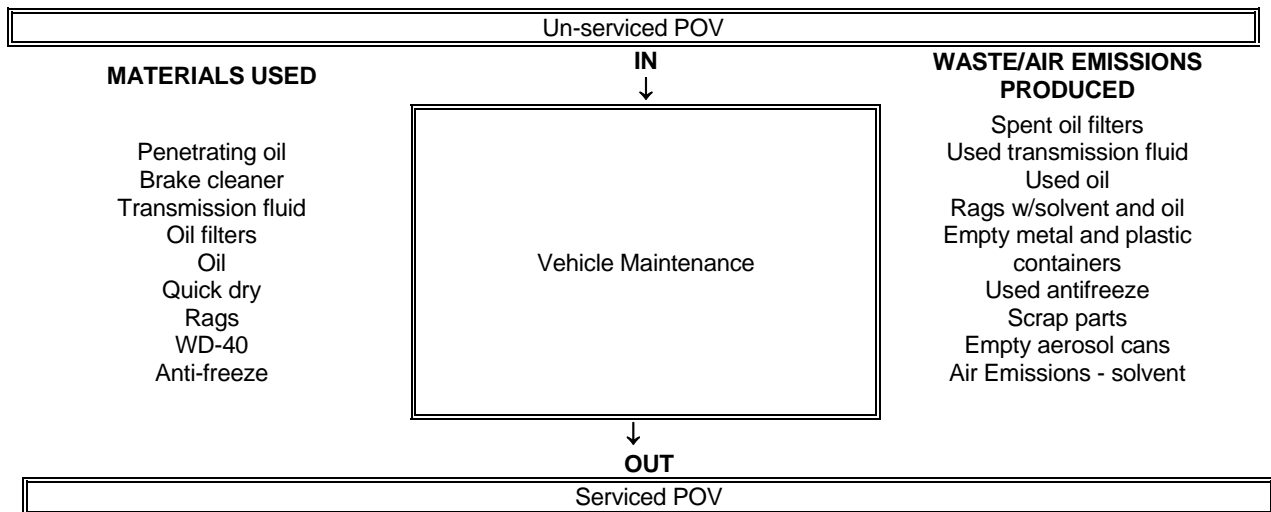 Un-serviced POV
MATERIALS USED
IN
↓
WASTE/AIR EMISSIONS
PRODUCED
Penetrating oil
Brake cleaner
Transmission fluid
Oil filters
Oil
Quick dry
Rags
WD-40
Anti-freeze
Vehicle Maintenance
Spent oil filters
Used transmission fluid
Used oil
Rags w/solvent and oil
Empty metal and plastic
containers
Used antifreeze
Scrap parts
Empty aerosol cans
Air Emissions - solvent
↓
OUT
Serviced POV